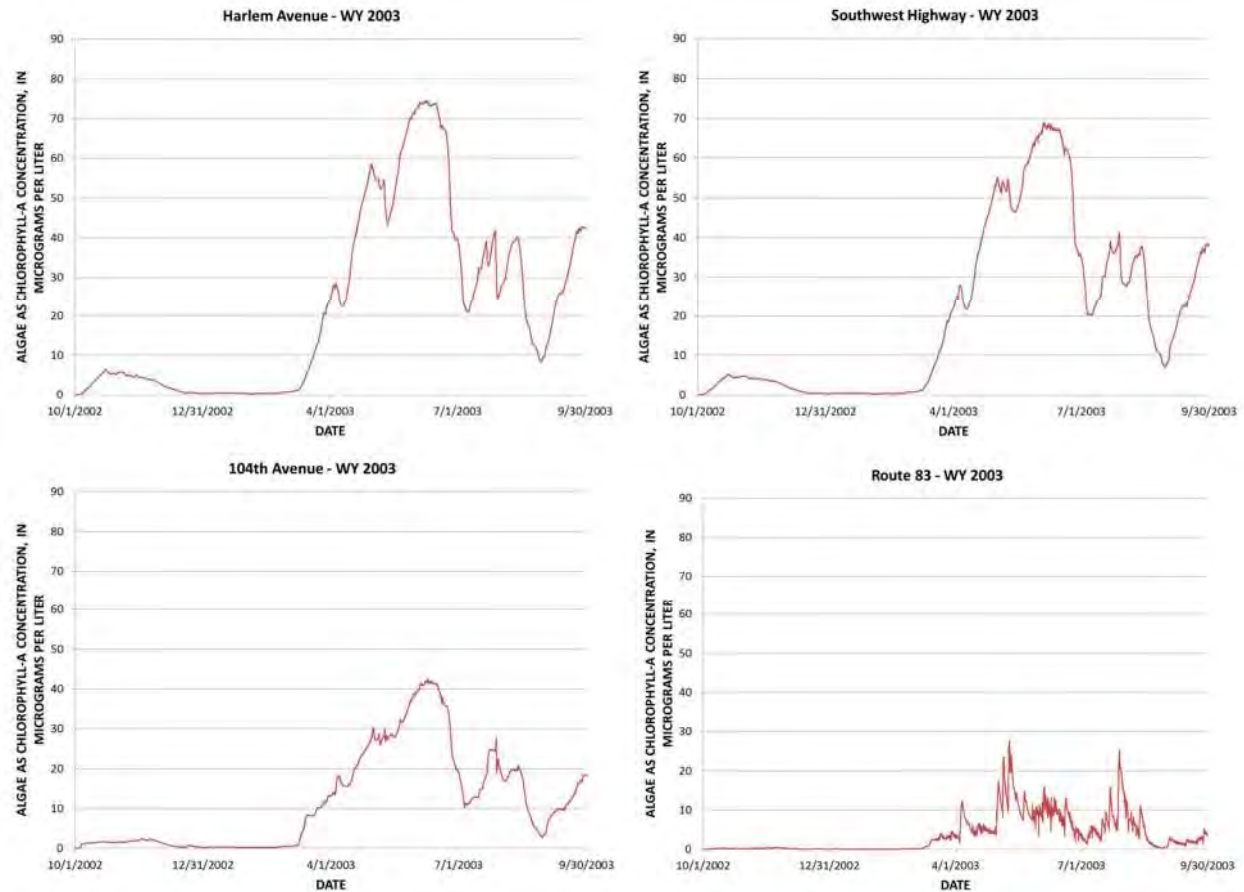 Harlem Avenue - WY 2003
ALGAE AS CHLOROPHYLL-A CONCENTRATION, IN
MICROGRAMS PER LITER
90
80
70
60
50
40
30
20
10
0
10/1/2002 12/31/2002 4/1/2003 7/1/2003 9/30/2003
DATE
Southwest Highway - WY 2003
ALGAE AS CHLOROPHYLL-A CONCENTRATION, IN
MICROGRAMS PER LITER
90
80
70
60
50
40
30
20
10
0
10/1/2002 12/31/2002 4/1/2003 7/1/2003 9/30/2003
DATE
104th Avenue - WY 2003
ALGAE AS CHLOROPHYLL-A CONCENTRATION, IN
MICROGRAMS PER LITER
90
80
70
60
50
40
30
20
10
0
10/1/2002 12/31/2002 4/1/2003 7/1/2003 9/30/2003
DATE
Route 83 - WY 2003
ALGAE AS CHLOROPHYLL-A CONCENTRATION, IN
MICROGRAMS PER LITER
90
80
70
60
50
40
30
20
10
0
10/1/2002 12/31/2002 4/1/2003 7/1/2003 9/30/2003
DATE